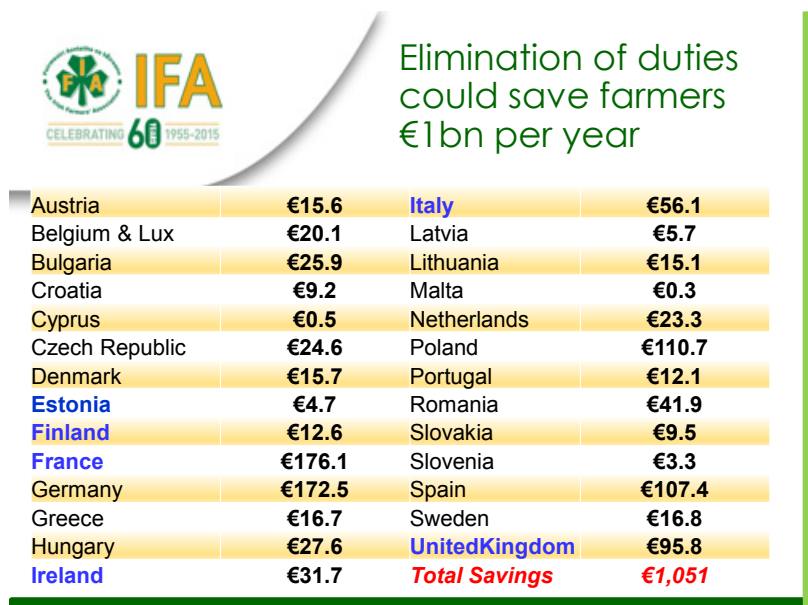 IFA
IFA
The Irish Farmers' Association
CELEBRATING 60 1955-2015
Elimination of duties
could save farmers
€1bn per year
Austria €15.6 Italy €56.1
Belgium & Lux €20.1 Latvia €5.7
Bulgaria €25.9 Lithuania €15.1
Croatia €9.2 Malta €0.3
Cyprus €0.5 Netherlands €23.3
Czech Republic €24.6 Poland €110.7
Denmark €15.7 Portugal €12.1
Estonia €4.7 Romania €41.9
Finland €12.6 Slovakia €9.5
France €176.1 Slovenia €3.3
Germany €172.5 Spain €107.4
Greece €16.7 Sweden €16.8
Hungary €27.6 UnitedKingdom €95.8
Ireland €31.7 Total Savings €1,051